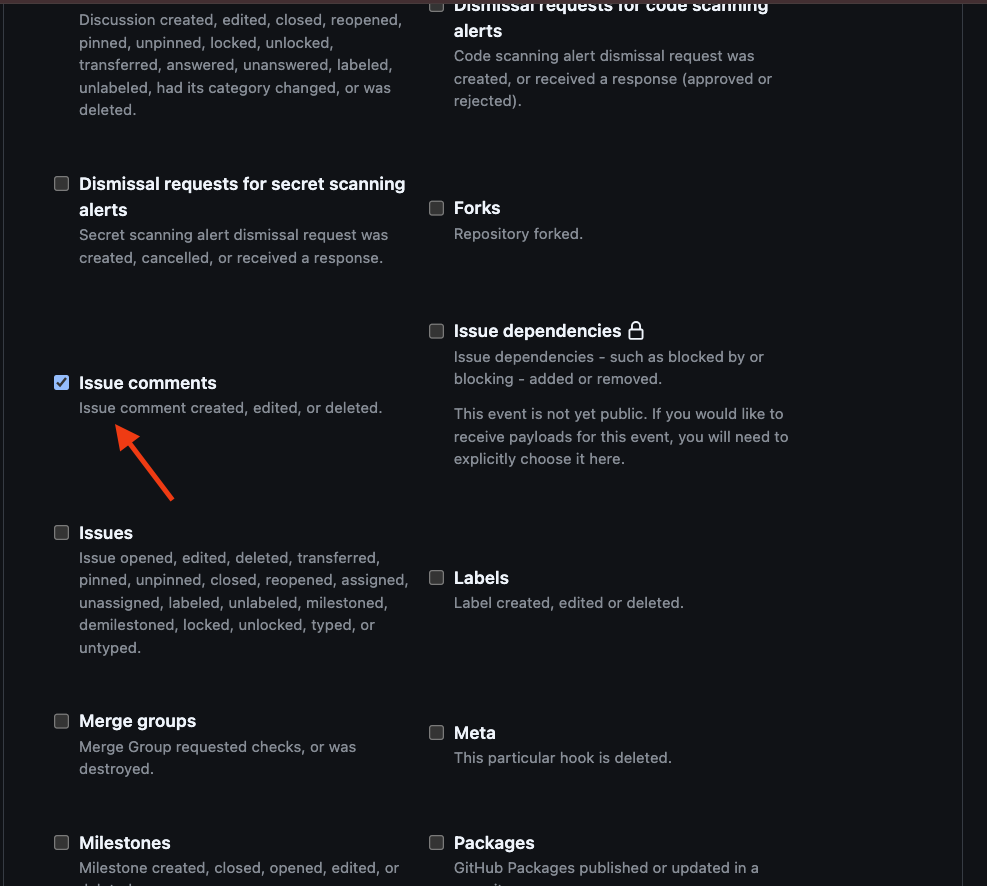 Discussion created, edited, closed, reopened,
pinned, unpinned, locked, unlocked,
transferred, answered, unanswered, labeled,
unlabeled, had its category changed, or was
deleted.
Dismissal requests for code scanning
alerts
Code scanning alert dismissal request was
created, or received a response (approved or
rejected).
Dismissal requests for secret scanning
alerts
Secret scanning alert dismissal request was
created, cancelled, or received a response.
Forks
Repository forked.
Issue comments
Issue comment created, edited, or deleted.
Issue dependencies
Issue dependencies - such as blocked by or
blocking - added or removed.
This event is not yet public. If you would like to
receive payloads for this event, you will need to
explicitly choose it here.
Issues
Issue opened, edited, deleted, transferred,
pinned, unpinned, closed, reopened, assigned,
unassigned, labeled, unlabeled, milestoned,
demilestoned, locked, unlocked, typed, or
untyped.
Labels
Label created, edited or deleted.
Merge groups
Merge Group requested checks, or was
destroyed.
Meta
This particular hook is deleted.
Milestones
Milestone created, closed, opened, edited, or
Packages
GitHub Packages published or updated in a